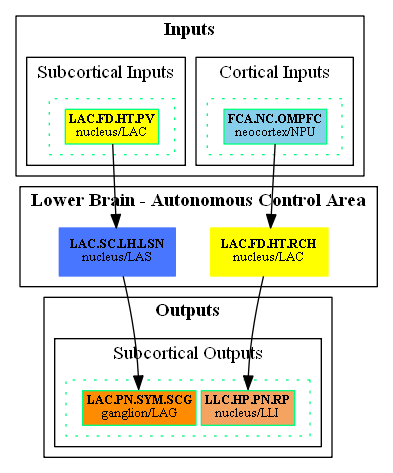 Inputs
Subcortical Inputs
Cortical Inputs
LAC.FD.HT.PV
nucleus/LAC
FCA.NC.OMPFC
neocortex/NPU
Lower Brain - Autonomous Control Area
LAC.SC.LH.LSN
nucleus/LAS
LAC.FD.HT.RCH
nucleus/LAC
Outputs
Subcortical Outputs
LAC.PN.SYM.SCG
ganglion/LAG
LLC.HP.PN.RP
nucleus/LLI